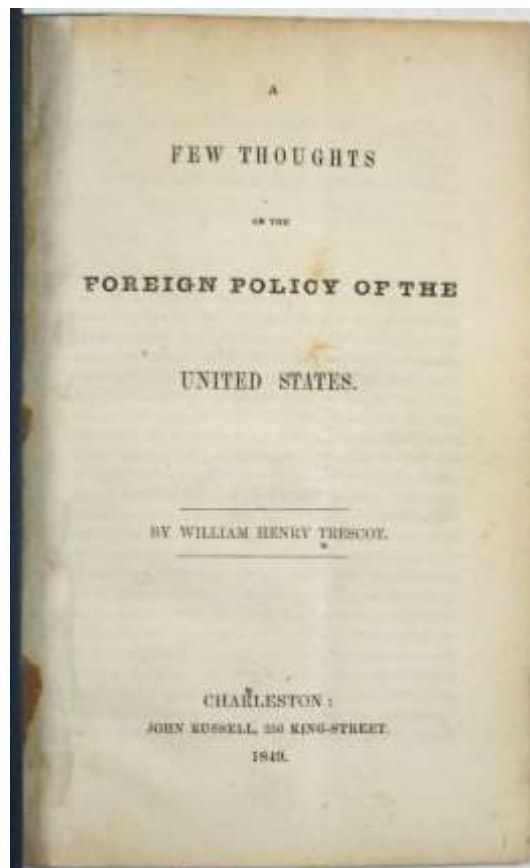 A
FEW THOUGHTS
ON THE
FOREIGN POLICY OF THE
UNITED STATES.
BY WILLIAM HENRY TRESCOT.
CHARLESTON:
JOHN RUSSELL, 256 KING-STREET.
1849.